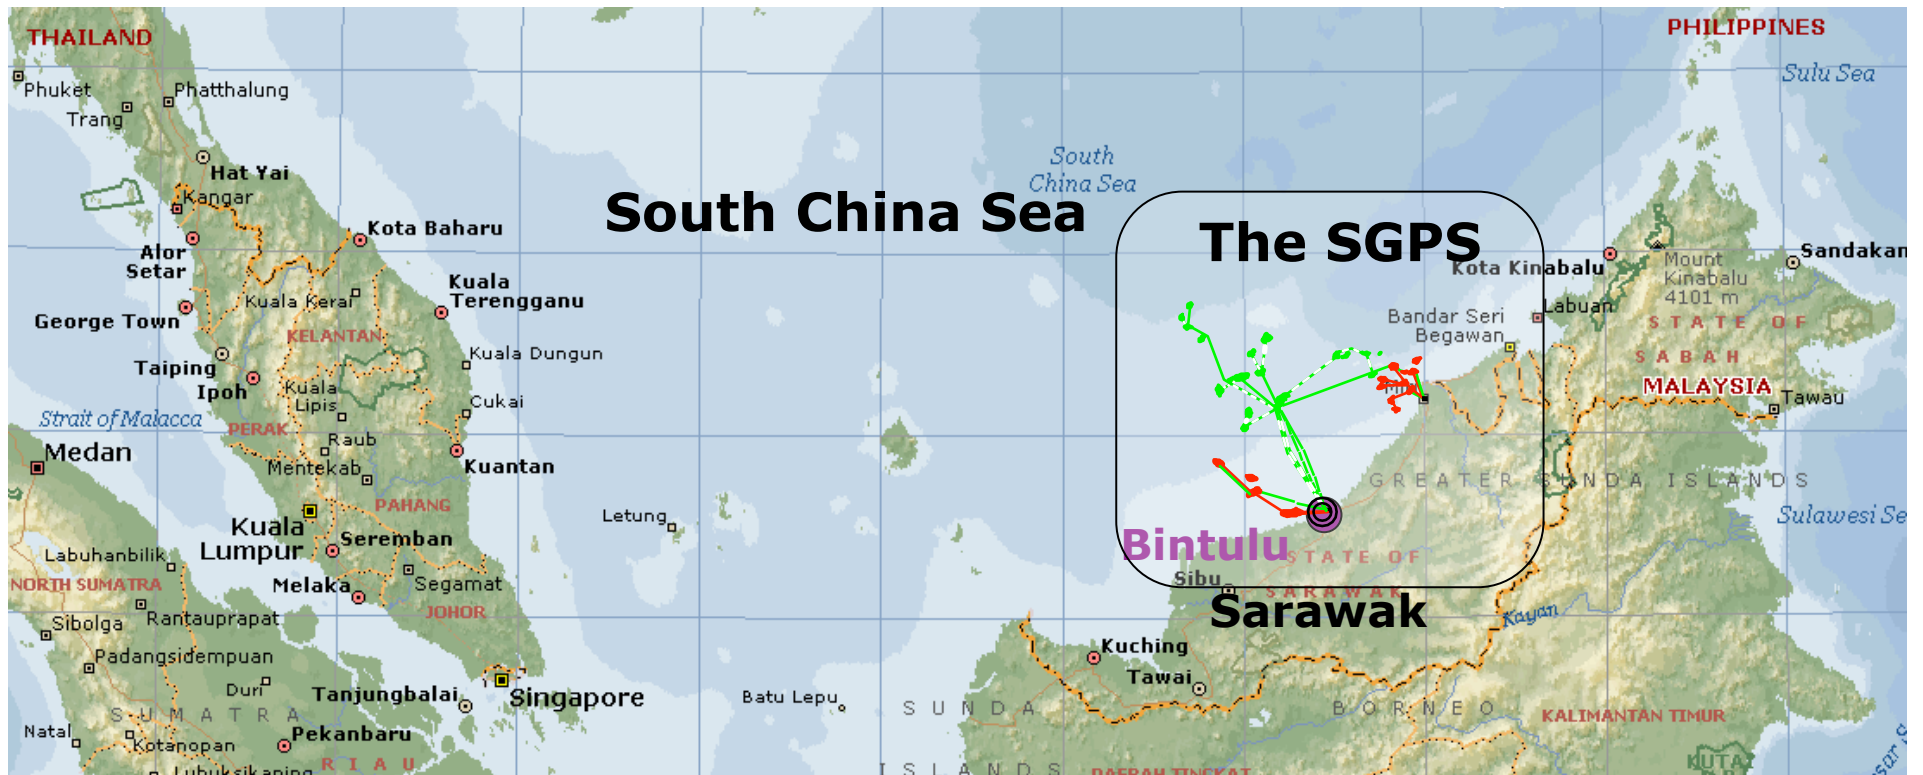 THAILAND
PHILIPPINES
Sulu Sea
Phuket
Phatthalung
Trang
Hat Yai
South
China Sea
Kangar
South China Sea
Kota Baharu
The SGPS
Alor
Setar
Kota Kinabalu
Sandakan
Mount
Kinabalu
4101 m
Kuala
Terengganu
Kuala Kerai
Labuan
George Town
KELANTAN
Bandar Seri
Begawan
STATE OF
SABAH
Kuala Dungun
Taiping
Ipoh
Kuala
Lipis
MALAYSIA
Tawau
Cukai
Strait of Malacca
PERAK
Raub
Medan
Mentekab
Kuantan
GREATER SUNDA ISLANDS
PAHANG
Letung
Sulawesi Se
Kuala
Lumpur
Seremban
Bintulu
STATE OF
SARAWAK
Labuhanbilik
NORTH SUMATRA
Melaka
Segamat
Sibu
JOHOR
Sarawak
Rantauprapat
Sibolga
Kayan
Kuching
Padangsidempuan
Tawai
Duri
Tanjungbalai
Singapore
Batu Lepu
SUNDA
BORNEO
KALIMANTAN TIMUR
SUMATRA
Natal
Kotanopan
Pekanbaru
RIAU
Lubuksikaping
ISLANDS
DAERAH TINGKAT
KUTAI